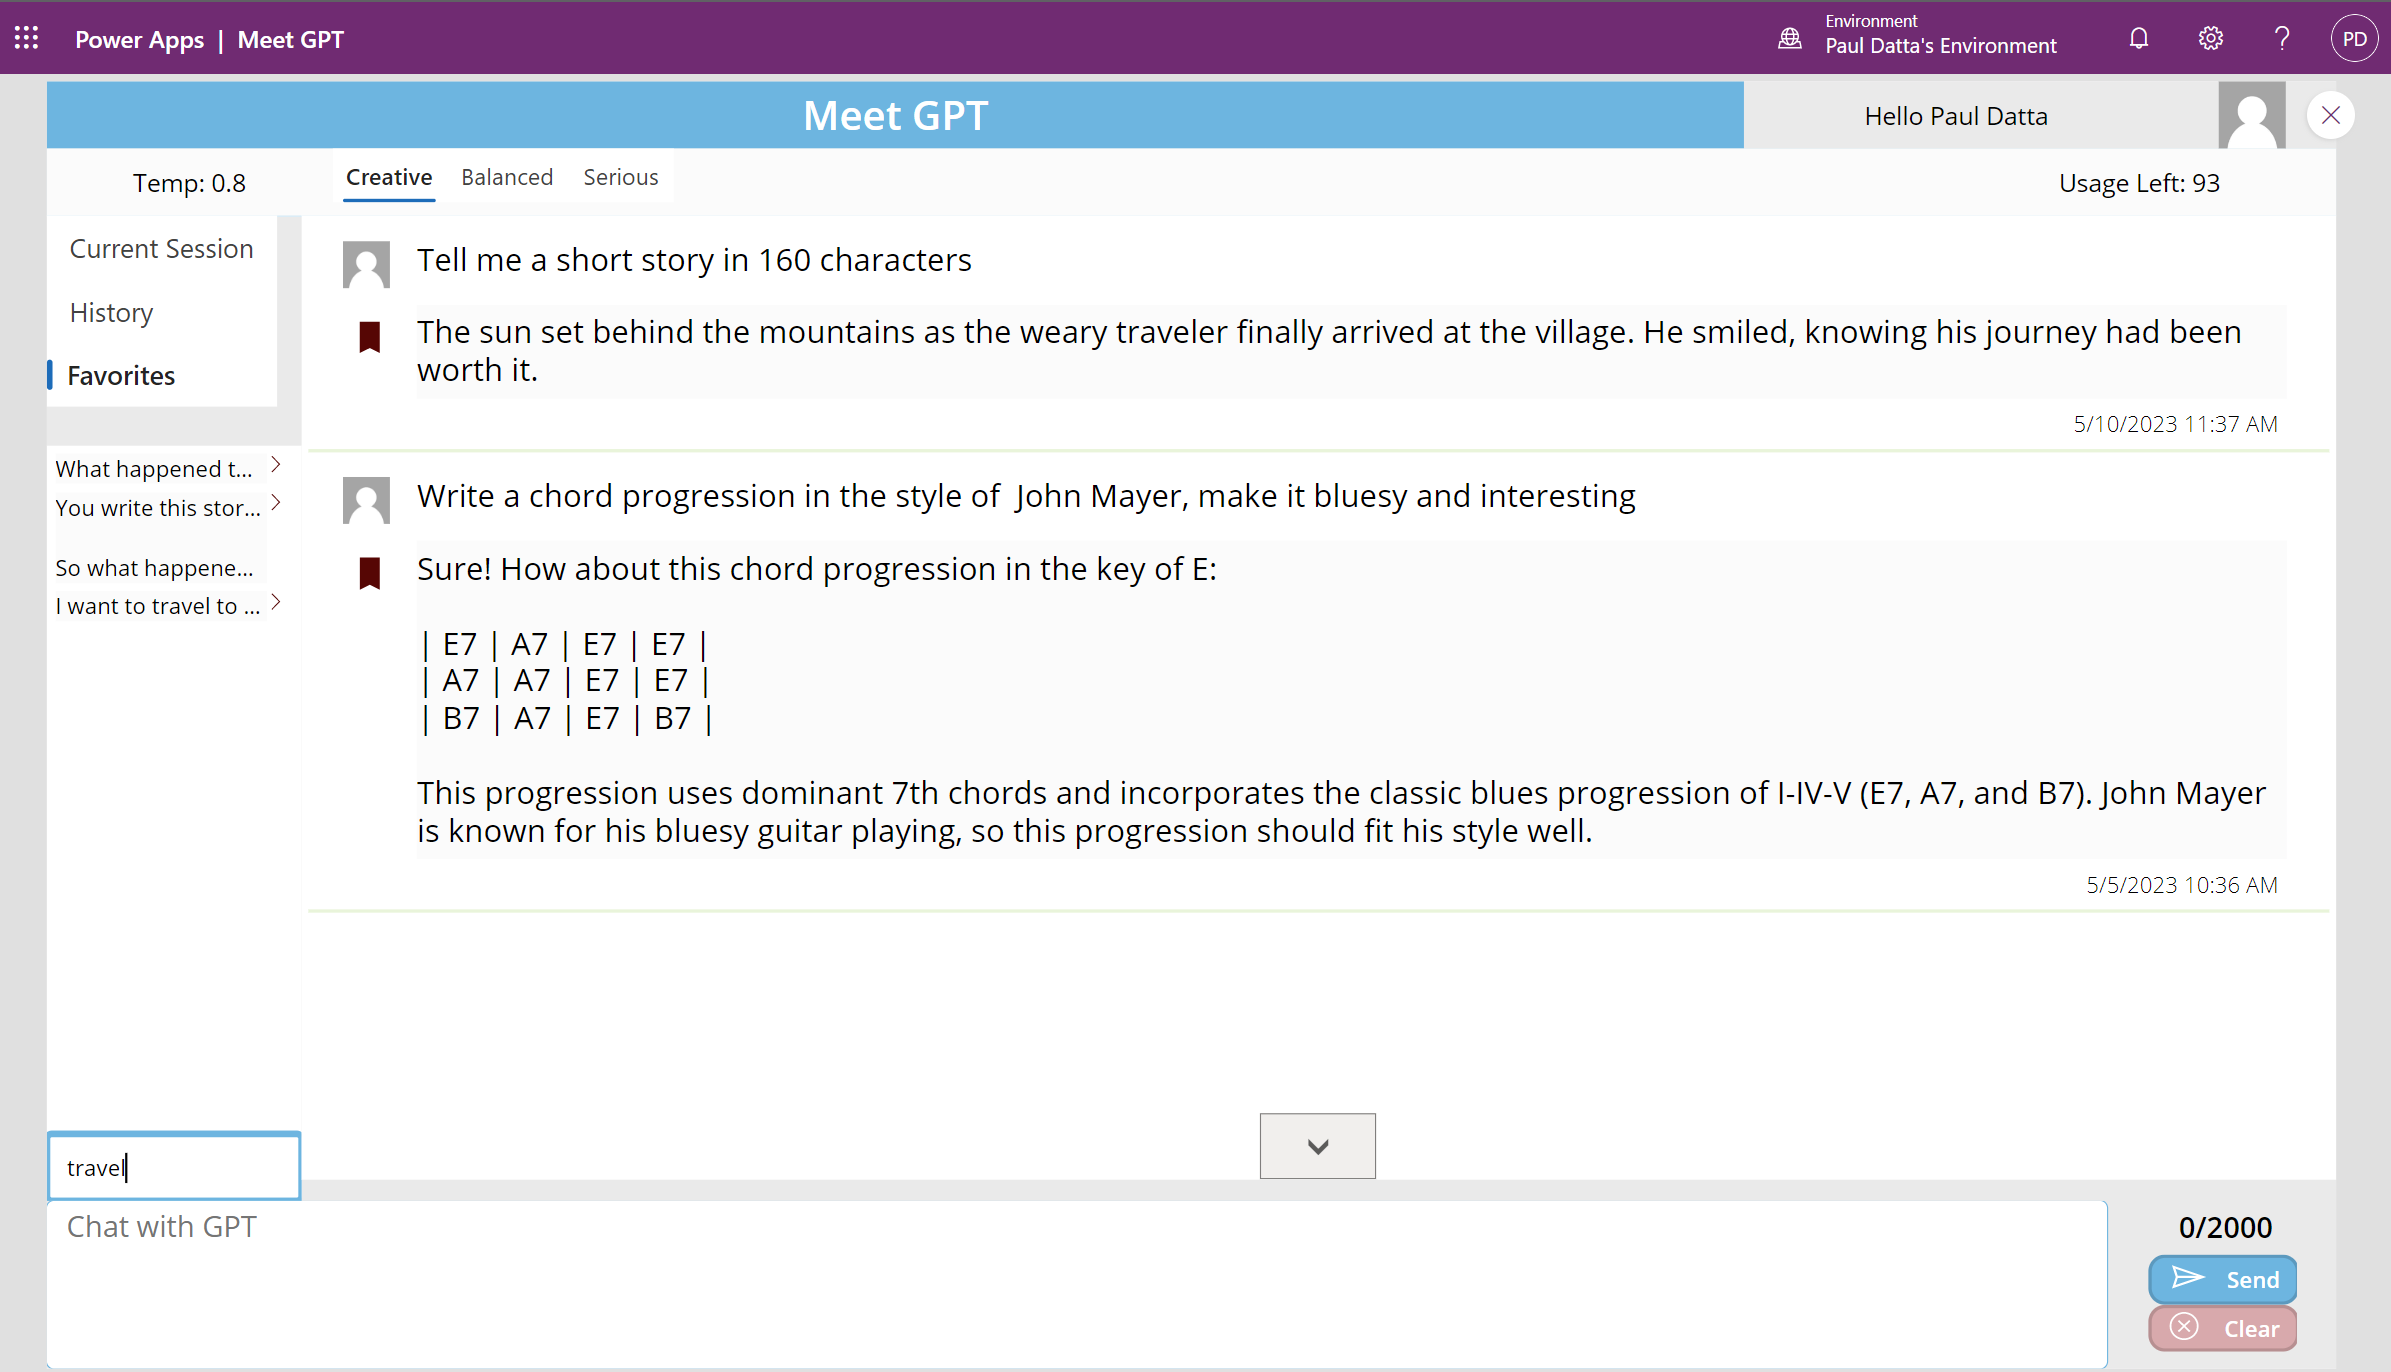 Power Apps | Meet GPT
Environment
Paul Datta's Environment
PD
Meet GPT
Hello Paul Datta
Temp: 0.8
Creative Balanced Serious
Usage Left: 93
Current Session
History
Favorites
What happened t...
You write this stor...
So what happene...
I want to travel to ...
travel
Tell me a short story in 160 characters
The sun set behind the mountains as the weary traveler finally arrived at the village. He smiled, knowing his journey had been
worth it.
5/10/2023 11:37 AM
Write a chord progression in the style of  John Mayer, make it bluesy and interesting
Sure! How about this chord progression in the key of E:
| E7 | A7 | E7 | E7 |
| A7 | A7 | E7 | E7 |
| B7 | A7 | E7 | B7 |
This progression uses dominant 7th chords and incorporates the classic blues progression of I-IV-V (E7, A7, and B7). John Mayer
is known for his bluesy guitar playing, so this progression should fit his style well.
5/5/2023 10:36 AM
Chat with GPT
0/2000
Send
Clear